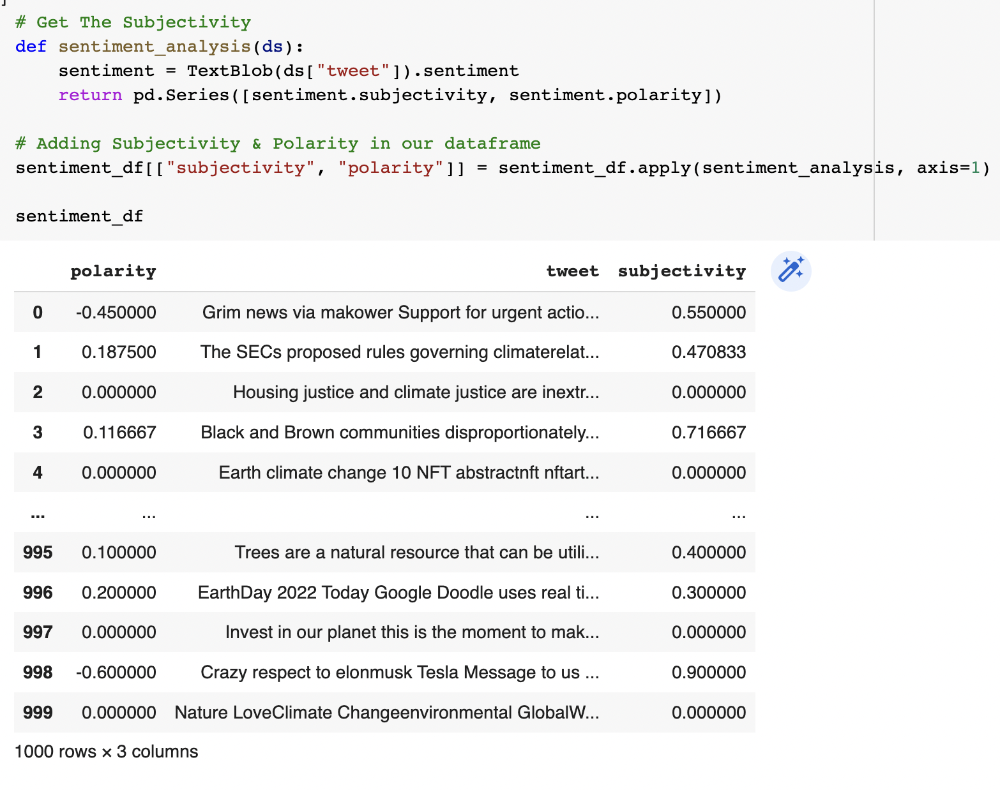 # Get The Subjectivity
def sentiment_analysis(ds):
    sentiment = TextBlob(ds["tweet"]).sentiment
    return pd.Series([sentiment.subjectivity, sentiment.polarity])
# Adding Subjectivity & Polarity in our dataframe
sentiment_df[["subjectivity", "polarity"]] = sentiment_df.apply(sentiment_analysis, axis=1)
sentiment_df
polarity tweet subjectivity
0 -0.450000 Grim news via makower Support for urgent actio... 0.550000
1 0.187500 The SECs proposed rules governing climaterelat... 0.470833
2 0.000000 Housing justice and climate justice are inextr... 0.000000
3 0.116667 Black and Brown communities disproportionately... 0.716667
4 0.000000 Earth climate change 10 NFT abstractnft nftart... 0.000000
... ... ... ...
995 0.100000 Trees are a natural resource that can be utili... 0.400000
996 0.200000 EarthDay 2022 Today Google Doodle uses real ti... 0.300000
997 0.000000 Invest in our planet this is the moment to mak... 0.000000
998 -0.600000 Crazy respect to elonmusk Tesla Message to us ... 0.900000
999 0.000000 Nature LoveClimate Changeenvironmental GlobalW... 0.000000
1000 rows × 3 columns